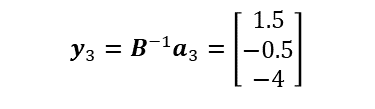 y₃ = B⁻¹a₃ = [1.5
−0.5
−4]